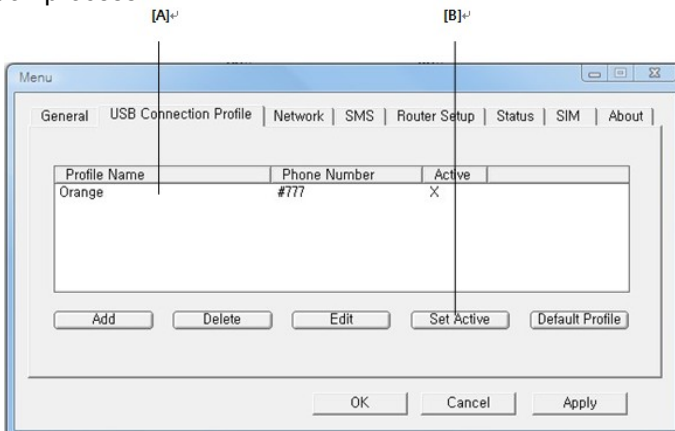 [A]↵ [B]↵
Menu
General USB Connection Profile Network SMS Router Setup Status SIM About
Profile Name Phone Number Active
Orange #777 X
Add Delete Edit Set Active Default Profile
OK Cancel Apply